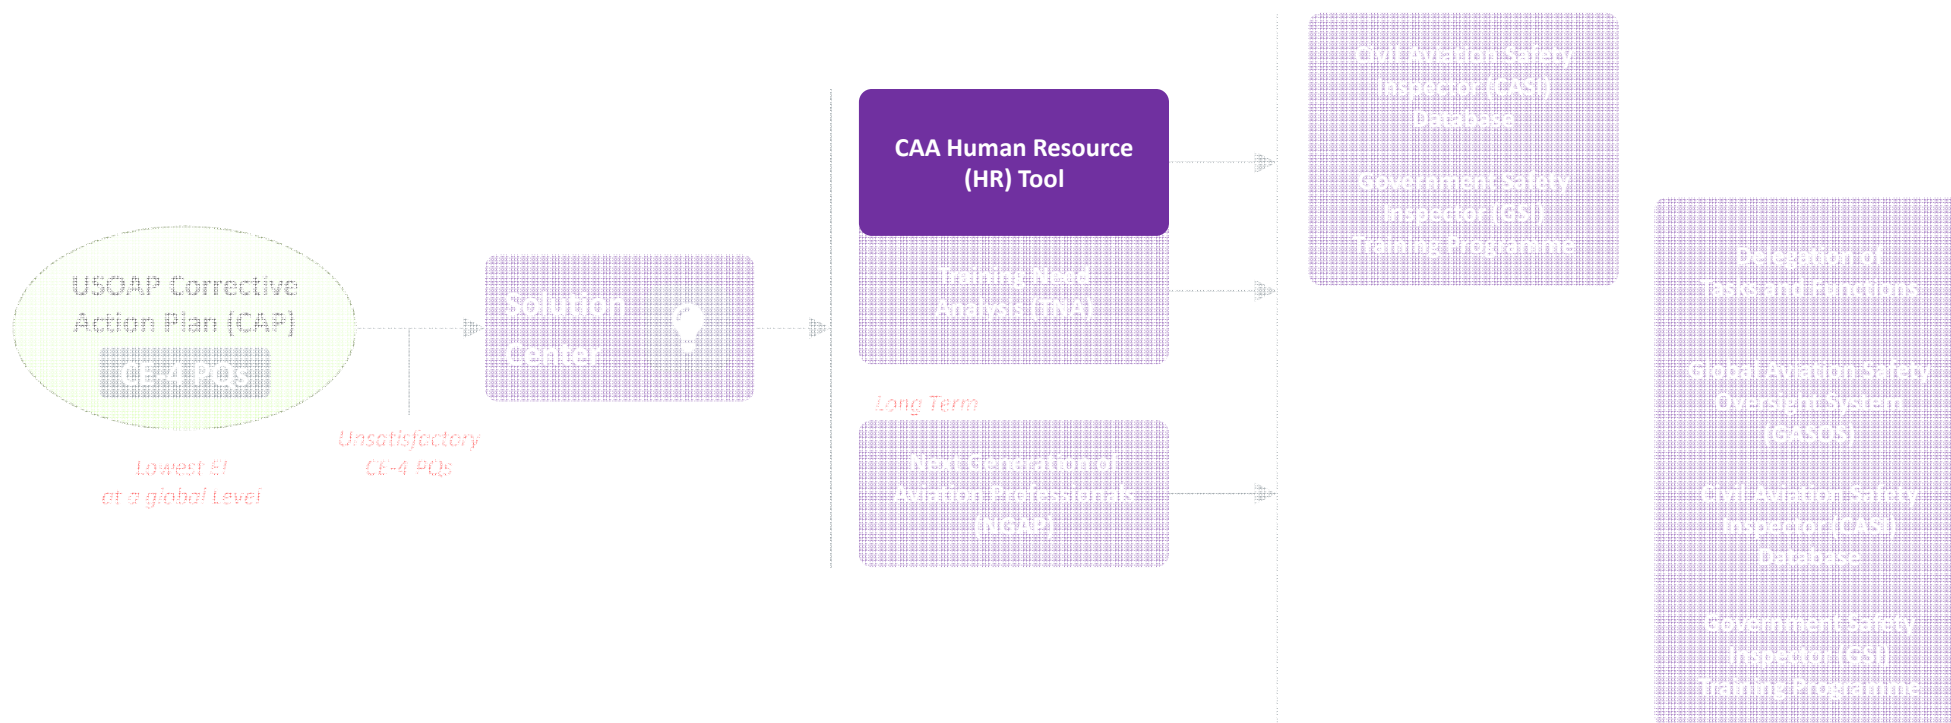 USOAP Corrective
Action Plan (CAP)
CE-4 PQs
Lowest EI
at a global Level
Unsatisfactory
CE-4 PQs
Solution
Center
CAA Human Resource
(HR) Tool
Training Need
Analysis (TNA)
Long Term
Next Generation of
Aviation Professionals
(NGAP)
Civil Aviation Safety
Inspector (CASI)
Database
Government Safety
Inspector (GSI)
Training Programme
Delegation of
Tasks and Functions
Global Aviation Safety
Oversight System
(GASOS)
Civil Aviation Safety
Inspector (CASI)
Database
Government Safety
Inspector (GSI)
Training Programme